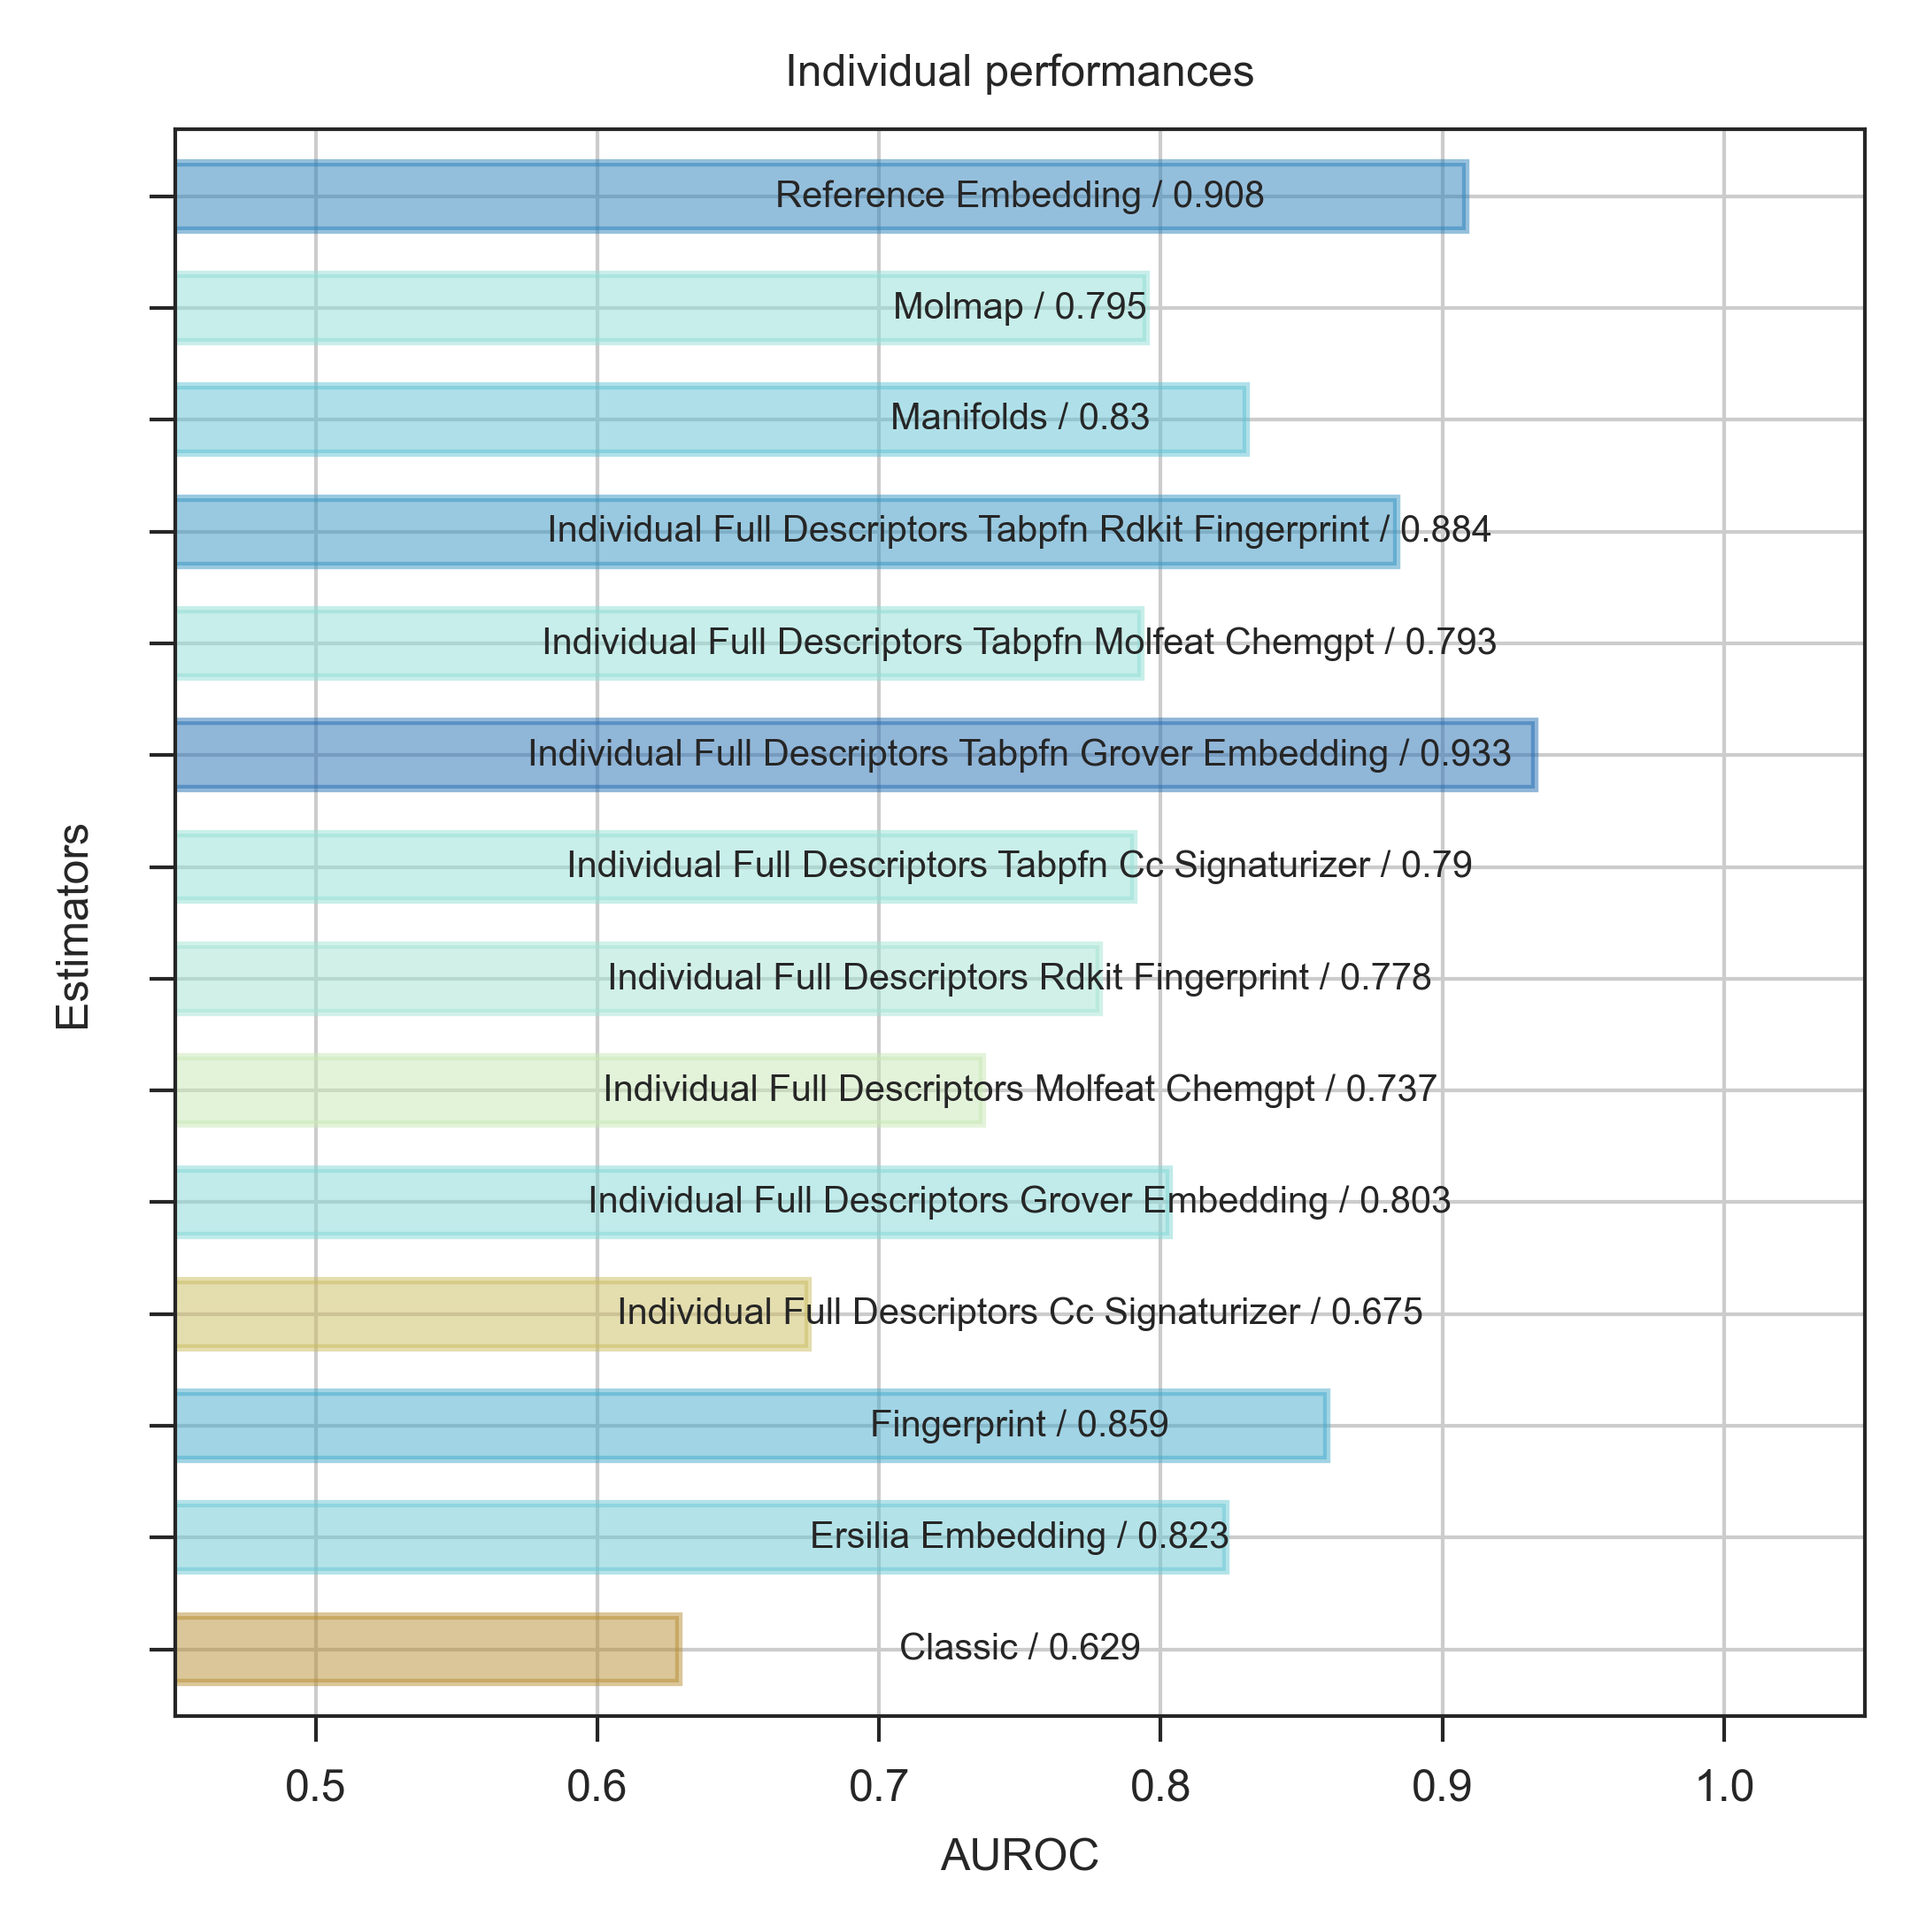 Individual performances
Reference Embedding / 0.908
Molmap / 0.795
Manifolds / 0.83
Individual Full Descriptors Tabpfn Rdkit Fingerprint / 0.884
Individual Full Descriptors Tabpfn Molfeat Chemgpt / 0.793
Individual Full Descriptors Tabpfn Grover Embedding / 0.933
Individual Full Descriptors Tabpfn Cc Signaturizer / 0.79
Individual Full Descriptors Rdkit Fingerprint / 0.778
Individual Full Descriptors Molfeat Chemgpt / 0.737
Individual Full Descriptors Grover Embedding / 0.803
Individual Full Descriptors Cc Signaturizer / 0.675
Fingerprint / 0.859
Ersilia Embedding / 0.823
Classic / 0.629
Estimators
0.5 0.6 0.7 0.8 0.9 1.0
AUROC